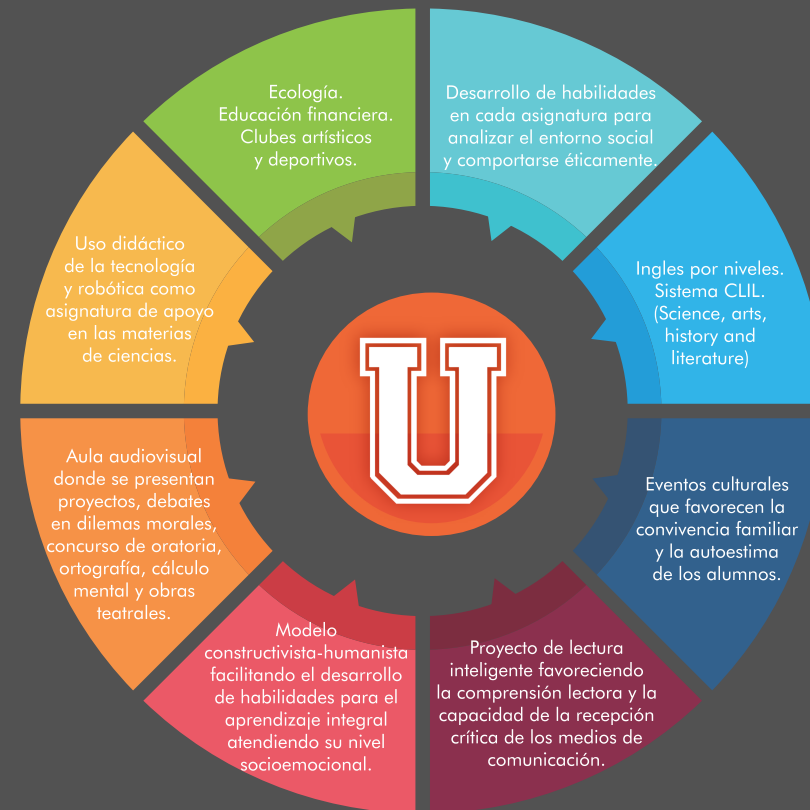 Ecología.
Educación financiera.
Clubes artísticos
y deportivos.
Desarrollo de habilidades
en cada asignatura para
analizar el entorno social
y comportarse éticamente.
Ingles por niveles.
Sistema CLIL.
(Science, arts,
history and
literature)
Eventos culturales
que favorecen la
convivencia familiar
y la autoestima
de los alumnos.
Proyecto de lectura
inteligente favoreciendo
la comprensión lectora y la
capacidad de la recepción
crítica de los medios de
comunicación.
Modelo
constructivista-humanista
facilitando el desarrollo
de habilidades para el
aprendizaje integral
atendiendo su nivel
socioemocional.
Aula audiovisual
donde se presentan
proyectos, debates
en dilemas morales,
concurso de oratoria,
ortografía, cálculo
mental y obras
teatrales.
Uso didáctico
de la tecnología
y robótica como
asignatura de apoyo
en las materias
de ciencias.
U